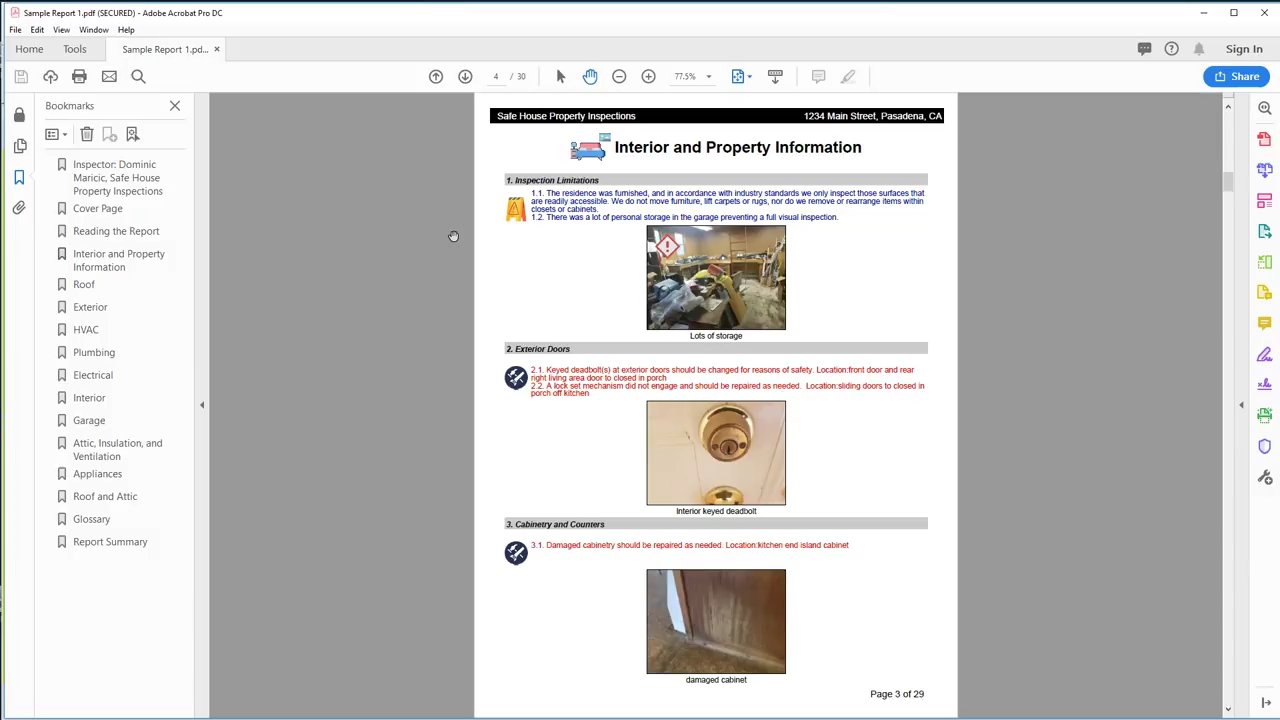 Sample Report 1.pdf (SECURED) - Adobe Acrobat Pro DC
File Edit View Window Help
Home Tools Sample Report 1.pd... × Sign In
4 / 30 77.5% Share
Bookmarks
Inspector: Dominic
Maricic, Safe House
Property Inspections
Cover Page
Reading the Report
Interior and Property
Information
Roof
Exterior
HVAC
Plumbing
Electrical
Interior
Garage
Attic, Insulation, and
Ventilation
Appliances
Roof and Attic
Glossary
Report Summary
Safe House Property Inspections 1234 Main Street, Pasadena, CA
Interior and Property Information
1. Inspection Limitations
1.1. The residence was furnished, and in accordance with industry standards we only inspect those surfaces that
are readily accessible. We do not move furniture, lift carpets or rugs, nor do we remove or rearrange items within
closets or cabinets.
1.2. There was a lot of personal storage in the garage preventing a full visual inspection.
Lots of storage
2. Exterior Doors
2.1. Keyed deadbolt(s) at exterior doors should be changed for reasons of safety. Location:front door and rear
right living area door to closed in porch
2.2. A lock set mechanism did not engage and should be repaired as needed. Location:sliding doors to closed in
porch off kitchen
Interior keyed deadbolt
3. Cabinetry and Counters
3.1. Damaged cabinetry should be repaired as needed. Location:kitchen end island cabinet
damaged cabinet
Page 3 of 29